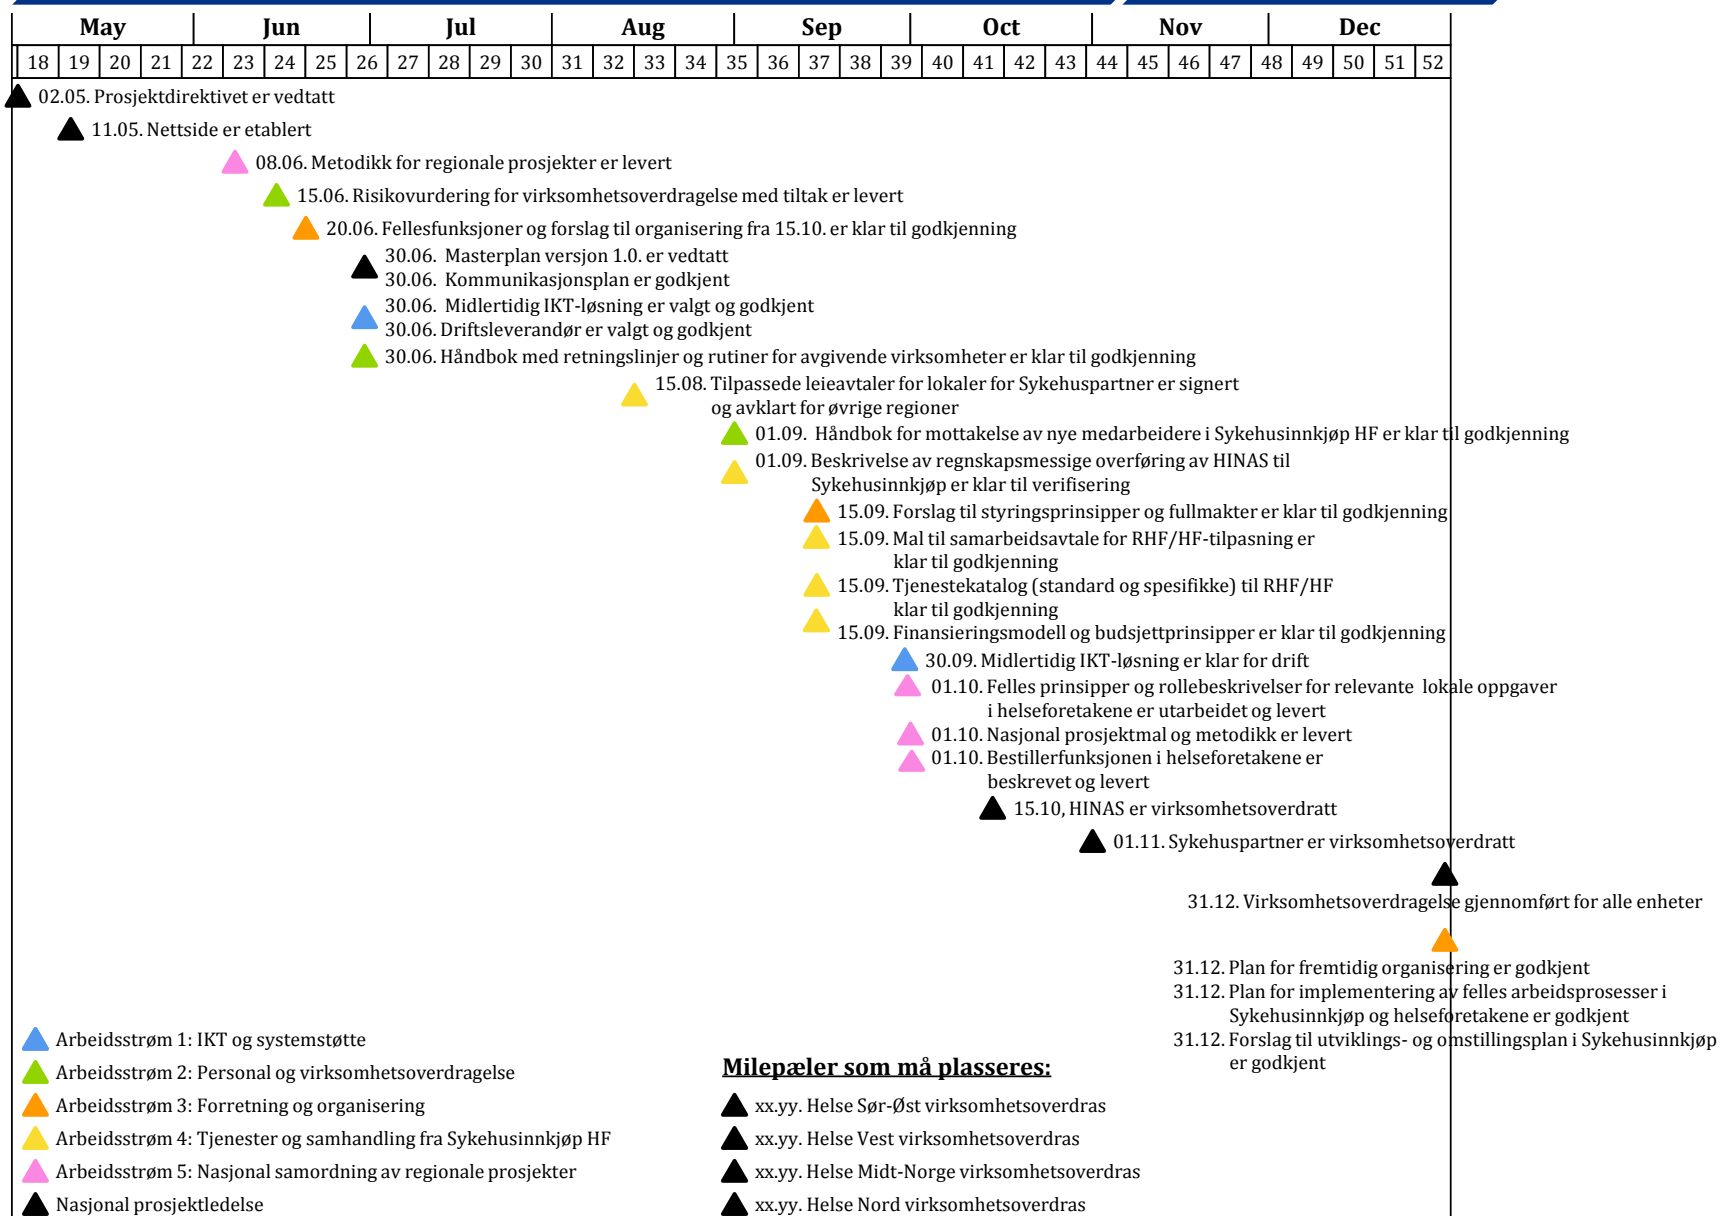 May Jun Jul Aug Sep Oct Nov Dec
18 19 20 21 22 23 24 25 26 27 28 29 30 31 32 33 34 35 36 37 38 39 40 41 42 43 44 45 46 47 48 49 50 51 52
02.05. Prosjektdirektivet er vedtatt
11.05. Nettside er etablert
08.06. Metodikk for regionale prosjekter er levert
15.06. Risikovurdering for virksomhetsoverdragelse med tiltak er levert
20.06. Fellesfunksjoner og forslag til organisering fra 15.10. er klar til godkjenning
30.06. Masterplan versjon 1.0. er vedtatt
30.06. Kommunikasjonsplan er godkjent
30.06. Midlertidig IKT-løsning er valgt og godkjent
30.06. Driftsleverandør er valgt og godkjent
30.06. Håndbok med retningslinjer og rutiner for avgivende virksomheter er klar til godkjenning
15.08. Tilpassede leieavtaler for lokaler for Sykehuspartner er signert
og avklart for øvrige regioner
01.09. Håndbok for mottakelse av nye medarbeidere i Sykehusinnkjøp HF er klar til godkjenning
01.09. Beskrivelse av regnskapsmessige overføring av HINAS til
Sykehusinnkjøp er klar til verifisering
15.09. Forslag til styringsprinsipper og fullmakter er klar til godkjenning
15.09. Mal til samarbeidsavtale for RHF/HF-tilpasning er
klar til godkjenning
15.09. Tjenestekatalog (standard og spesifikke) til RHF/HF
klar til godkjenning
15.09. Finansieringsmodell og budsjettprinsipper er klar til godkjenning
30.09. Midlertidig IKT-løsning er klar for drift
01.10. Felles prinsipper og rollebeskrivelser for relevante lokale oppgaver
i helseforetakene er utarbeidet og levert
01.10. Nasjonal prosjektmal og metodikk er levert
01.10. Bestillerfunksjonen i helseforetakene er
beskrevet og levert
15.10, HINAS er virksomhetsoverdratt
01.11. Sykehuspartner er virksomhetsoverdratt
31.12. Virksomhetsoverdragelse gjennomført for alle enheter
31.12. Plan for fremtidig organisering er godkjent
31.12. Plan for implementering av felles arbeidsprosesser i
Sykehusinnkjøp og helseforetakene er godkjent
31.12. Forslag til utviklings- og omstillingsplan i Sykehusinnkjøp
er godkjent
Arbeidsstrøm 1: IKT og systemstøtte
Arbeidsstrøm 2: Personal og virksomhetsoverdragelse
Arbeidsstrøm 3: Forretning og organisering
Arbeidsstrøm 4: Tjenester og samhandling fra Sykehusinnkjøp HF
Arbeidsstrøm 5: Nasjonal samordning av regionale prosjekter
Nasjonal prosjektledelse
Milepæler som må plasseres:
xx.yy. Helse Sør-Øst virksomhetsoverdras
xx.yy. Helse Vest virksomhetsoverdras
xx.yy. Helse Midt-Norge virksomhetsoverdras
xx.yy. Helse Nord virksomhetsoverdras